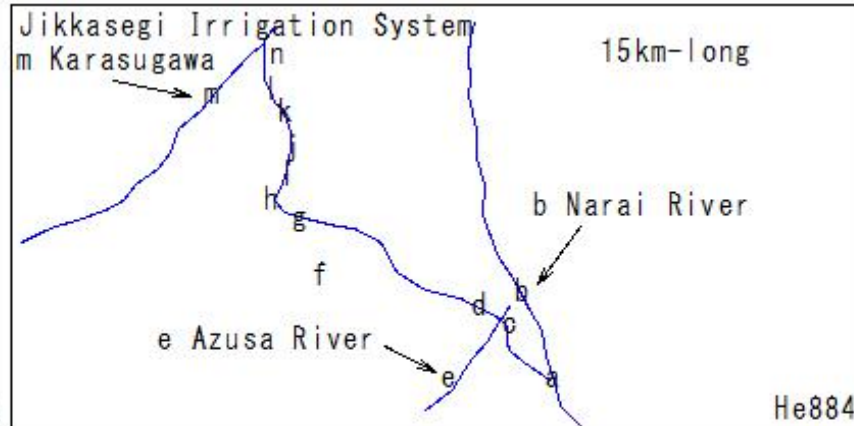 Jikkasegi Irrigation System
m Karasugawa
15km-long
n
m
l
k
j
i
h
g
b Narai River
f
b
d
c
e Azusa River
e
a
He884